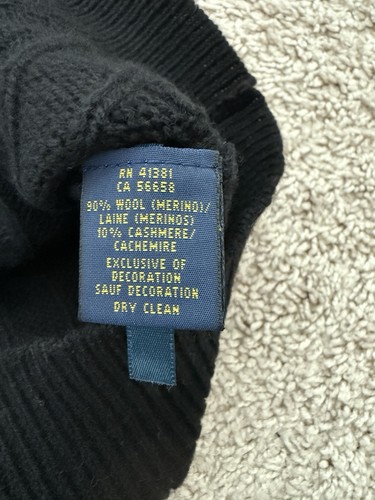 RN 41381
CA 56658
90% WOOL (MERINO)/
LAINE (MERINOS)
10% CASHMERE/
CACHEMIRE
EXCLUSIVE OF
DECORATION
SAUF DECORATION
DRY CLEAN